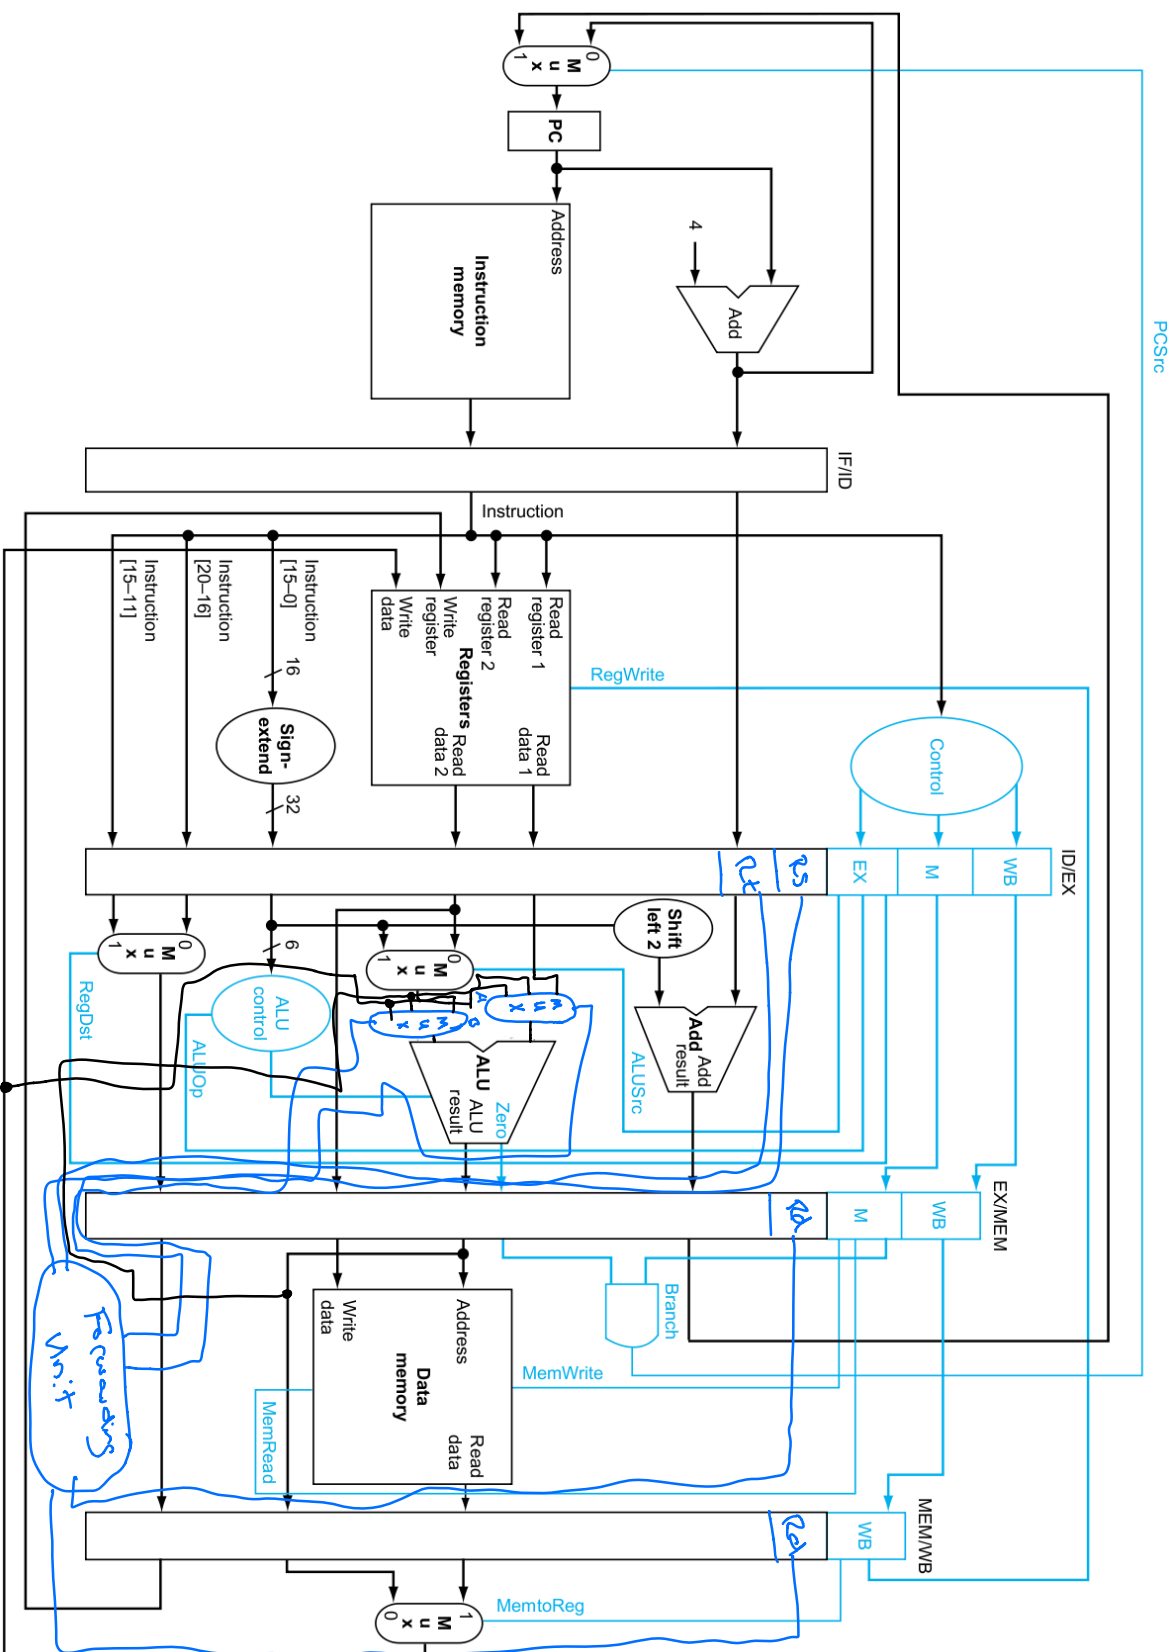 PCSrc
0
M
u
x
1
PC
4
Add
Address
Instruction
memory
IF/ID
Instruction
Instruction
[15–0]
Instruction
[20–16]
Instruction
[15–11]
Read
register 1
Read
register 2
Write
register
Write
data
Registers
Read
data 1
Read
data 2
RegWrite
16
Sign-
extend
32
Control
ID/EX
WB
M
EX
Rs
Rt
Shift
left 2
0
M
u
x
1
0
M
u
x
1
6
ALU
control
RegDst
ALUOp
A
M
u
x
B
M
u
x
Add
Add
result
ALUSrc
ALU
Zero
ALU
result
EX/MEM
WB
M
Rd
Branch
MemWrite
Address
Write
data
Data
memory
Read
data
MemRead
Forwarding
Unit
MEM/WB
WB
Rd
MemtoReg
1
M
u
x
0